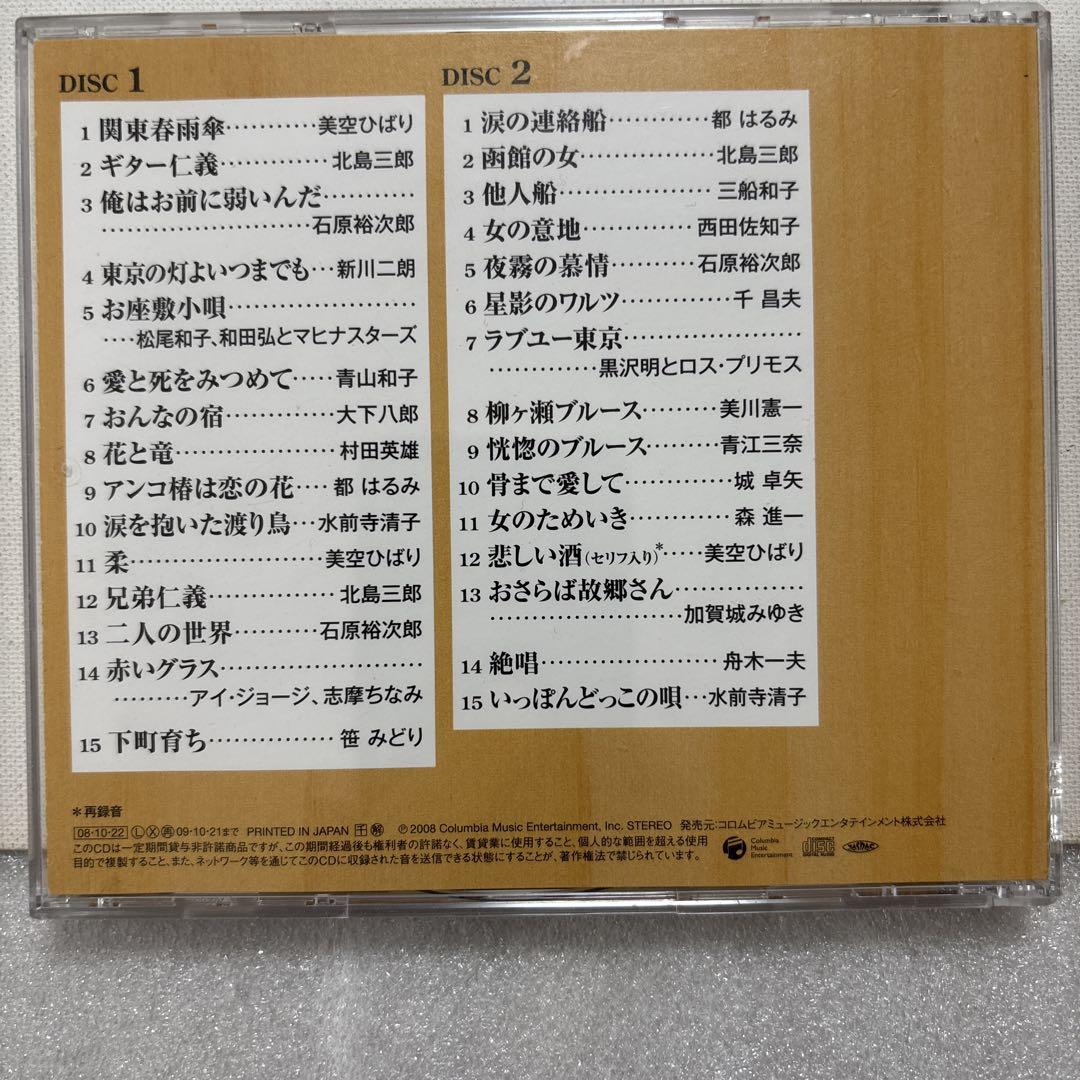 DISC 1
1 関東春雨傘‥‥‥‥美空ひばり
2 ギター仁義‥‥‥‥‥北島三郎
3 俺はお前に弱いんだ‥‥‥‥
‥‥‥‥‥‥‥‥‥石原裕次郎
4 東京の灯よいつまでも‥新川二朗
5 お座敷小唄‥‥‥‥‥‥‥‥
‥‥松尾和子、和田弘とマヒナスターズ
6 愛と死をみつめて‥‥青山和子
7 おんなの宿‥‥‥‥‥大下八郎
8 花と竜‥‥‥‥‥‥‥村田英雄
9 アンコ椿は恋の花‥‥都 はるみ
10 涙を抱いた渡り鳥‥水前寺清子
11 柔‥‥‥‥‥‥‥‥美空ひばり
12 兄弟仁義‥‥‥‥‥‥北島三郎
13 二人の世界‥‥‥‥石原裕次郎
14 赤いグラス‥‥‥‥‥‥‥‥
‥‥‥アイ・ジョージ、志摩ちなみ
15 下町育ち‥‥‥‥‥‥笹 みどり
DISC 2
1 涙の連絡船‥‥‥‥‥都 はるみ
2 函館の女‥‥‥‥‥‥北島三郎
3 他人船‥‥‥‥‥‥‥三船和子
4 女の意地‥‥‥‥‥西田佐知子
5 夜霧の慕情‥‥‥‥石原裕次郎
6 星影のワルツ‥‥‥‥‥千 昌夫
7 ラブユー東京‥‥‥‥‥‥‥
‥‥‥‥‥黒沢明とロス・プリモス
8 柳ヶ瀬ブルース‥‥‥美川憲一
9 恍惚のブルース‥‥‥青江三奈
10 骨まで愛して‥‥‥‥‥城 卓矢
11 女のためいき‥‥‥‥‥森 進一
12 悲しい酒(セリフ入り)*‥‥美空ひばり
13 おさらば故郷さん‥‥‥‥‥
‥‥‥‥‥‥‥‥加賀城みゆき
14 絶唱‥‥‥‥‥‥‥‥舟木一夫
15 いっぽんどっこの唄‥水前寺清子
*再録音
08・10・22 Ⓛ Ⓧ ㊢ 09・10・21まで PRINTED IN JAPAN ℗2008 Columbia Music Entertainment, Inc. STEREO 発売元:コロムビアミュージックエンタテインメント株式会社
このCDは一定期間貸与非許諾商品ですが、この期間経過後も権利者の許諾なく、賃貸業に使用すること、個人的な範囲を超える使用
目的で複製すること、また、ネットワーク等を通じてこのCDに収録された音を送信できる状態にすることが、著作権法で禁じられています。
Columbia
Music
Entertainment
COMPACT
disc
DIGITAL AUDIO